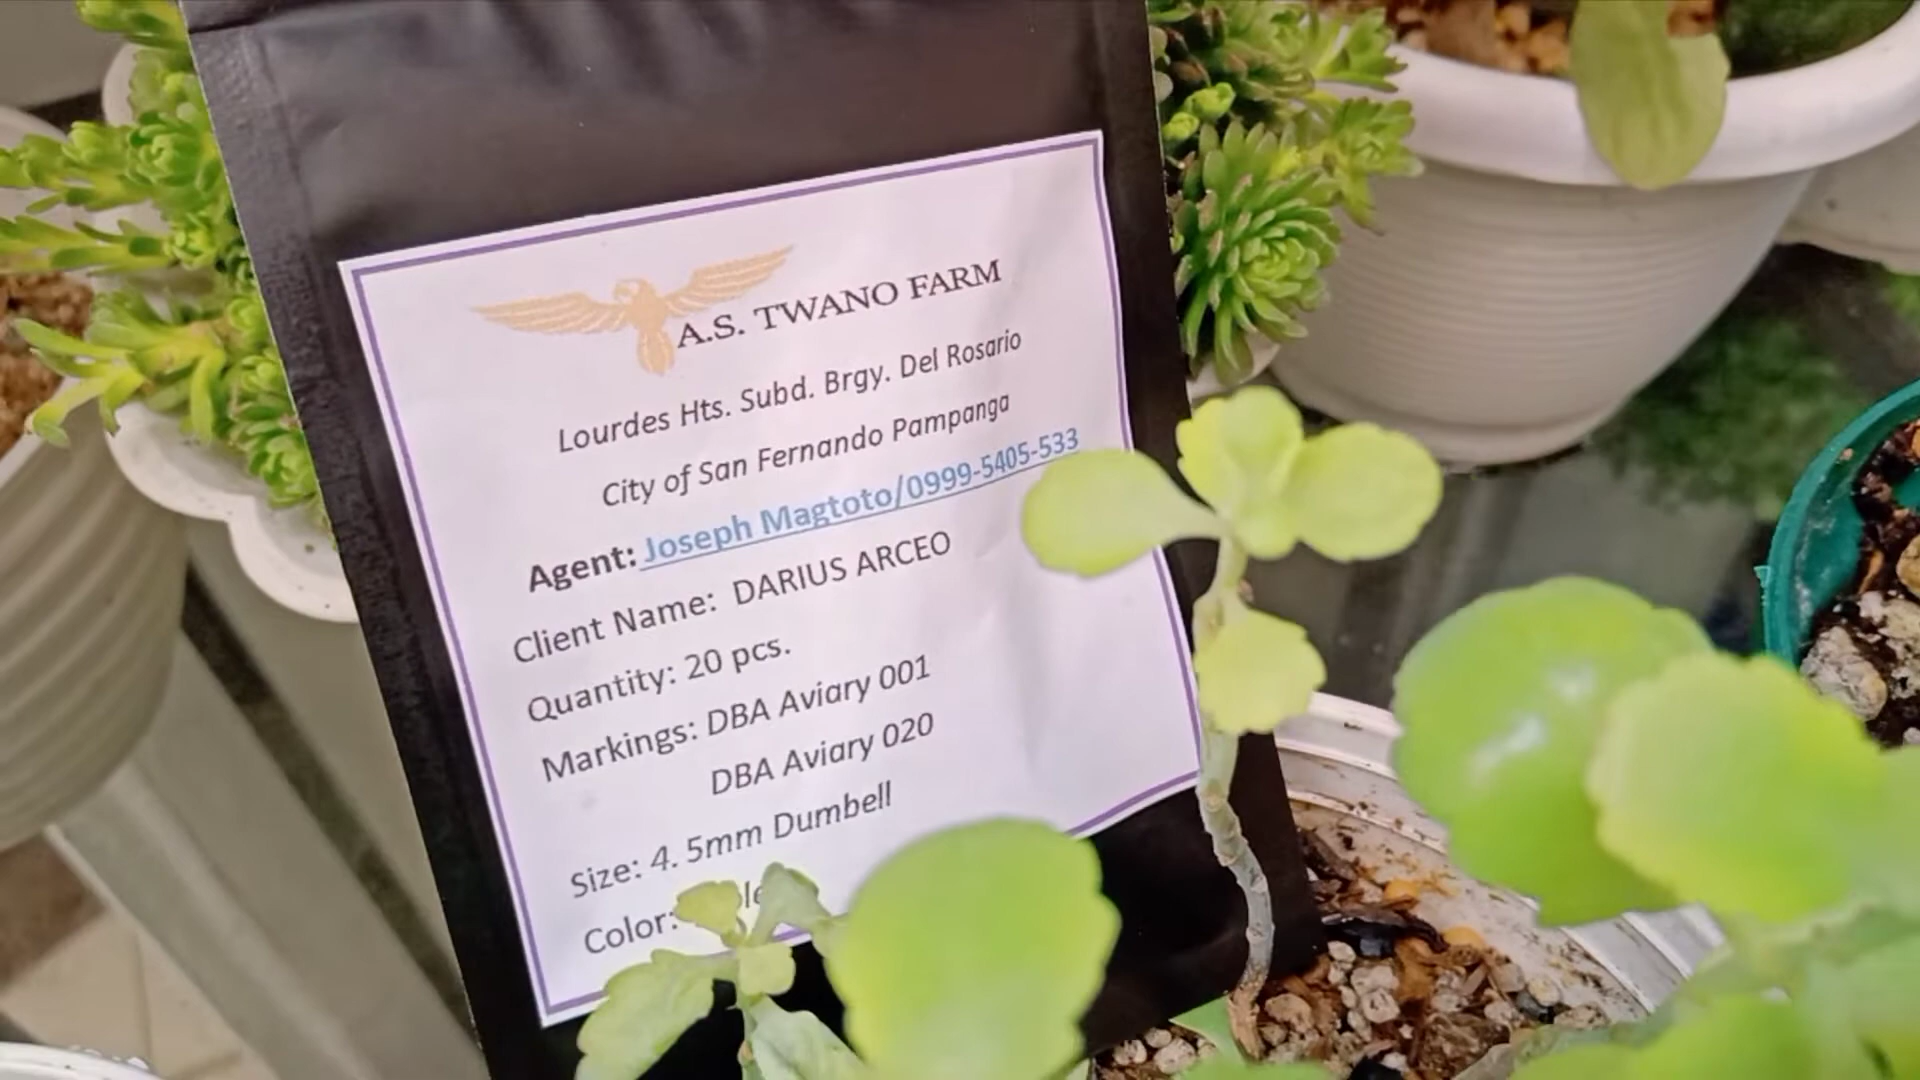 A.S. TWANO FARM
Lourdes Hts. Subd. Brgy. Del Rosario
City of San Fernando Pampanga
Agent: Joseph Magtoto/0999-5405-533
Client Name: DARIUS ARCEO
Quantity: 20 pcs.
Markings: DBA Aviary 001
DBA Aviary 020
Size: 4. 5mm Dumbell
Color: